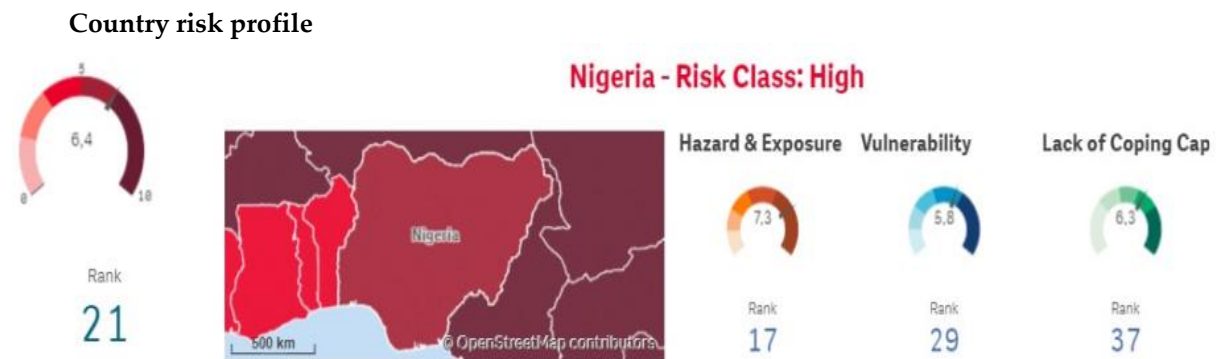 Country risk profile
Nigeria - Risk Class: High
5
6,4
0
10
Rank
21
Nigeria
500 km
© OpenStreetMap contributors
Hazard & Exposure
7,3
Rank
17
Vulnerability
5,8
Rank
29
Lack of Coping Cap
6,3
Rank
37